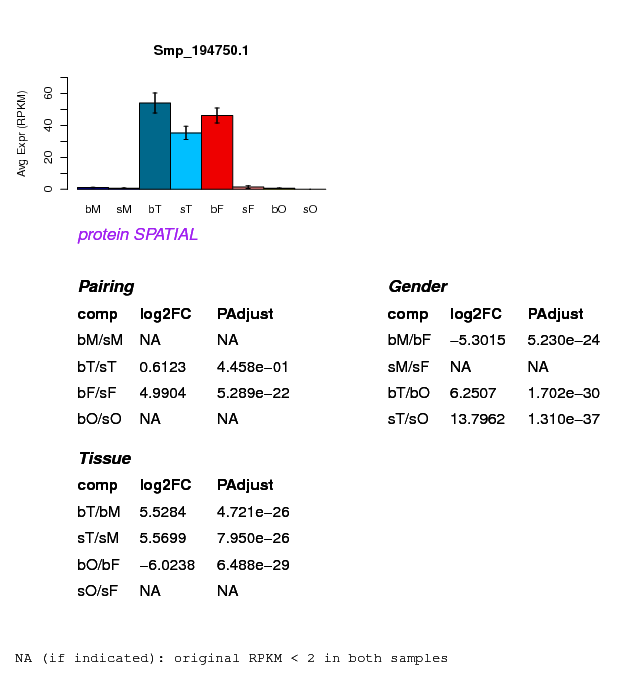 Smp_194750.1
Avg Expr (RPKM)
60
40
20
0
bM sM bT sT bF sF bO sO
protein SPATIAL
Pairing
comp log2FC PAdjust
bM/sM NA NA
bT/sT 0.6123 4.458e−01
bF/sF 4.9904 5.289e−22
bO/sO NA NA
Gender
comp log2FC PAdjust
bM/bF −5.3015 5.230e−24
sM/sF NA NA
bT/bO 6.2507 1.702e−30
sT/sO 13.7962 1.310e−37
Tissue
comp log2FC PAdjust
bT/bM 5.5284 4.721e−26
sT/sM 5.5699 7.950e−26
bO/bF −6.0238 6.488e−29
sO/sF NA NA
NA (if indicated): original RPKM < 2 in both samples